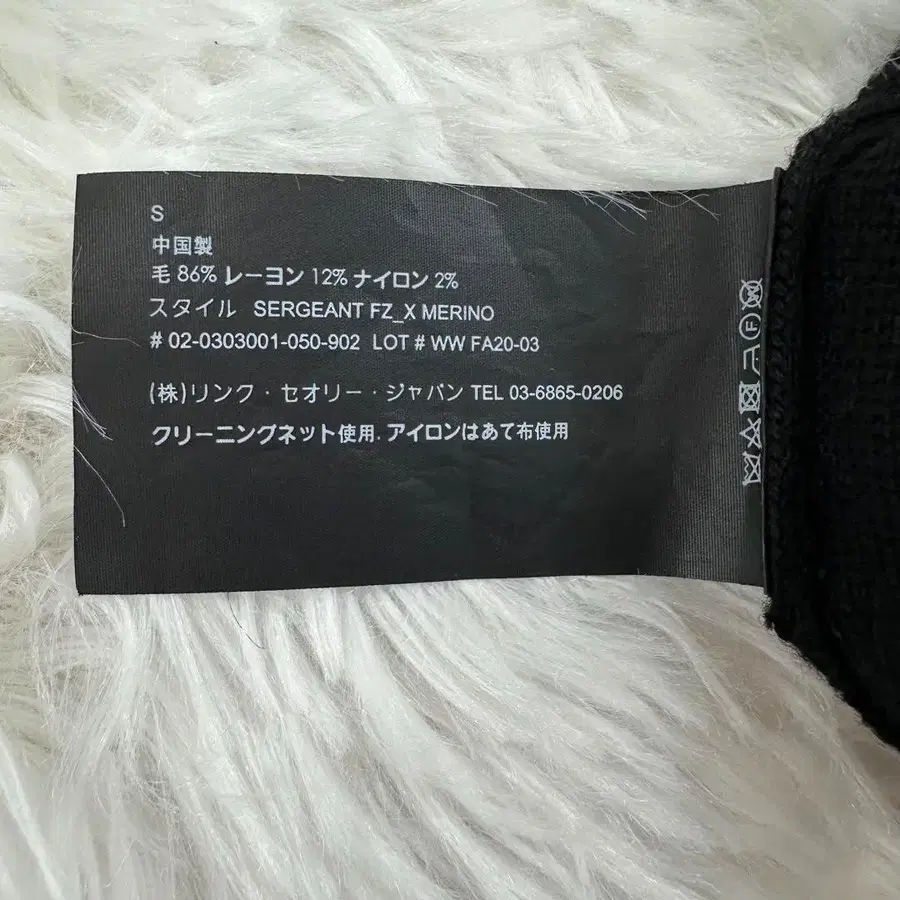 S
中国製
毛 86% レーヨン 12% ナイロン 2%
スタイル SERGEANT FZ_X MERINO
# 02-0303001-050-902 LOT # WW FA20-03
(株)リンク・セオリー・ジャパン TEL 03-6865-0206
クリーニングネット使用. アイロンはあて布使用
F